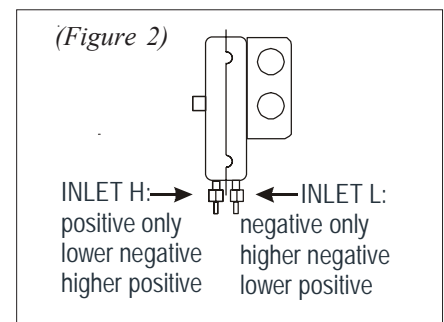 (Figure 2)
INLET H:
positive only
lower negative
higher positive
INLET L:
negative only
higher negative
lower positive